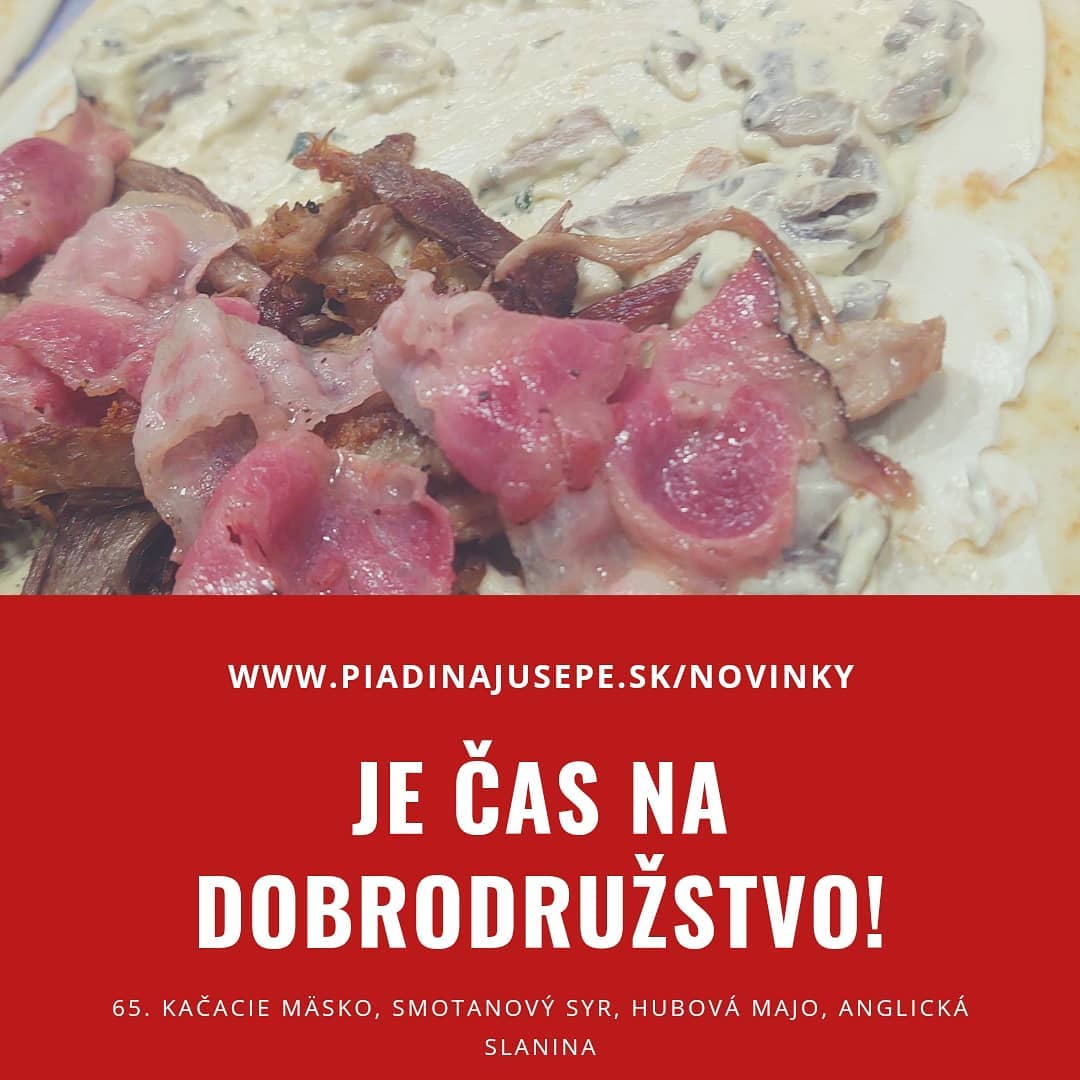 WWW.PIADINAJUSEPE.SK/NOVINKY
JE ČAS NA
DOBRODRUŽSTVO!
65. KAČACIE MÄSKO, SMOTANOVÝ SYR, HUBOVÁ MAJO, ANGLICKÁ
SLANINA